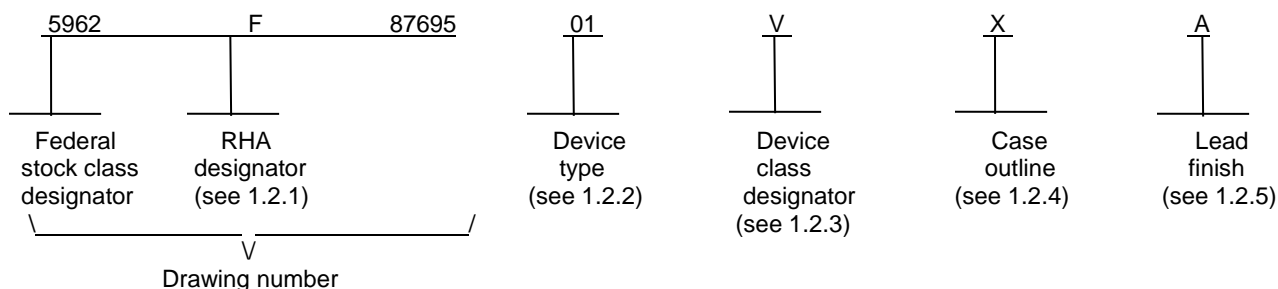 5962 F 87695 01 V X A
Federal RHA Device Device Case Lead
stock class designator type class outline finish
designator (see 1.2.1) (see 1.2.2) designator (see 1.2.4) (see 1.2.5)
(see 1.2.3)
\ /
\/
Drawing number